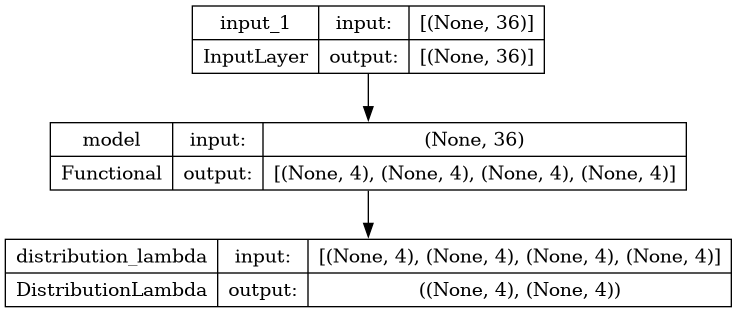 input_1 input: [(None, 36)]
InputLayer output: [(None, 36)]
model input: (None, 36)
Functional output: [(None, 4), (None, 4), (None, 4), (None, 4)]
distribution_lambda input: [(None, 4), (None, 4), (None, 4), (None, 4)]
DistributionLambda output: ((None, 4), (None, 4))